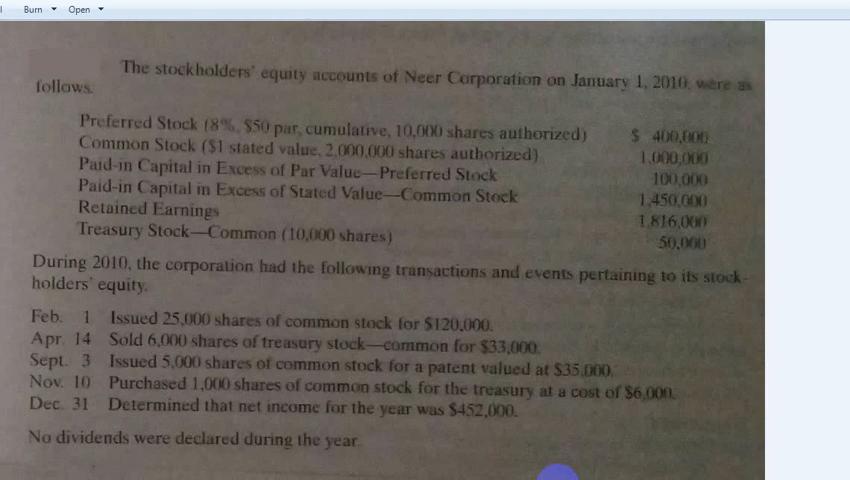 Burn Open
The stockholders' equity accounts of Neer Corporation on January 1, 2010, were as
follows.
Preferred Stock (8%, $50 par, cumulative, 10,000 shares authorized) $ 400,000
Common Stock ($1 stated value, 2,000,000 shares authorized) 1,000,000
Paid-in Capital in Excess of Par Value—Preferred Stock 100,000
Paid-in Capital in Excess of Stated Value—Common Stock 1,450,000
Retained Earnings 1,816,000
Treasury Stock—Common (10,000 shares) 50,000
During 2010, the corporation had the following transactions and events pertaining to its stock-
holders' equity.
Feb. 1 Issued 25,000 shares of common stock for $120,000.
Apr. 14 Sold 6,000 shares of treasury stock—common for $33,000.
Sept. 3 Issued 5,000 shares of common stock for a patent valued at $35,000.
Nov. 10 Purchased 1,000 shares of common stock for the treasury at a cost of $6,000.
Dec. 31 Determined that net income for the year was $452,000.
No dividends were declared during the year.